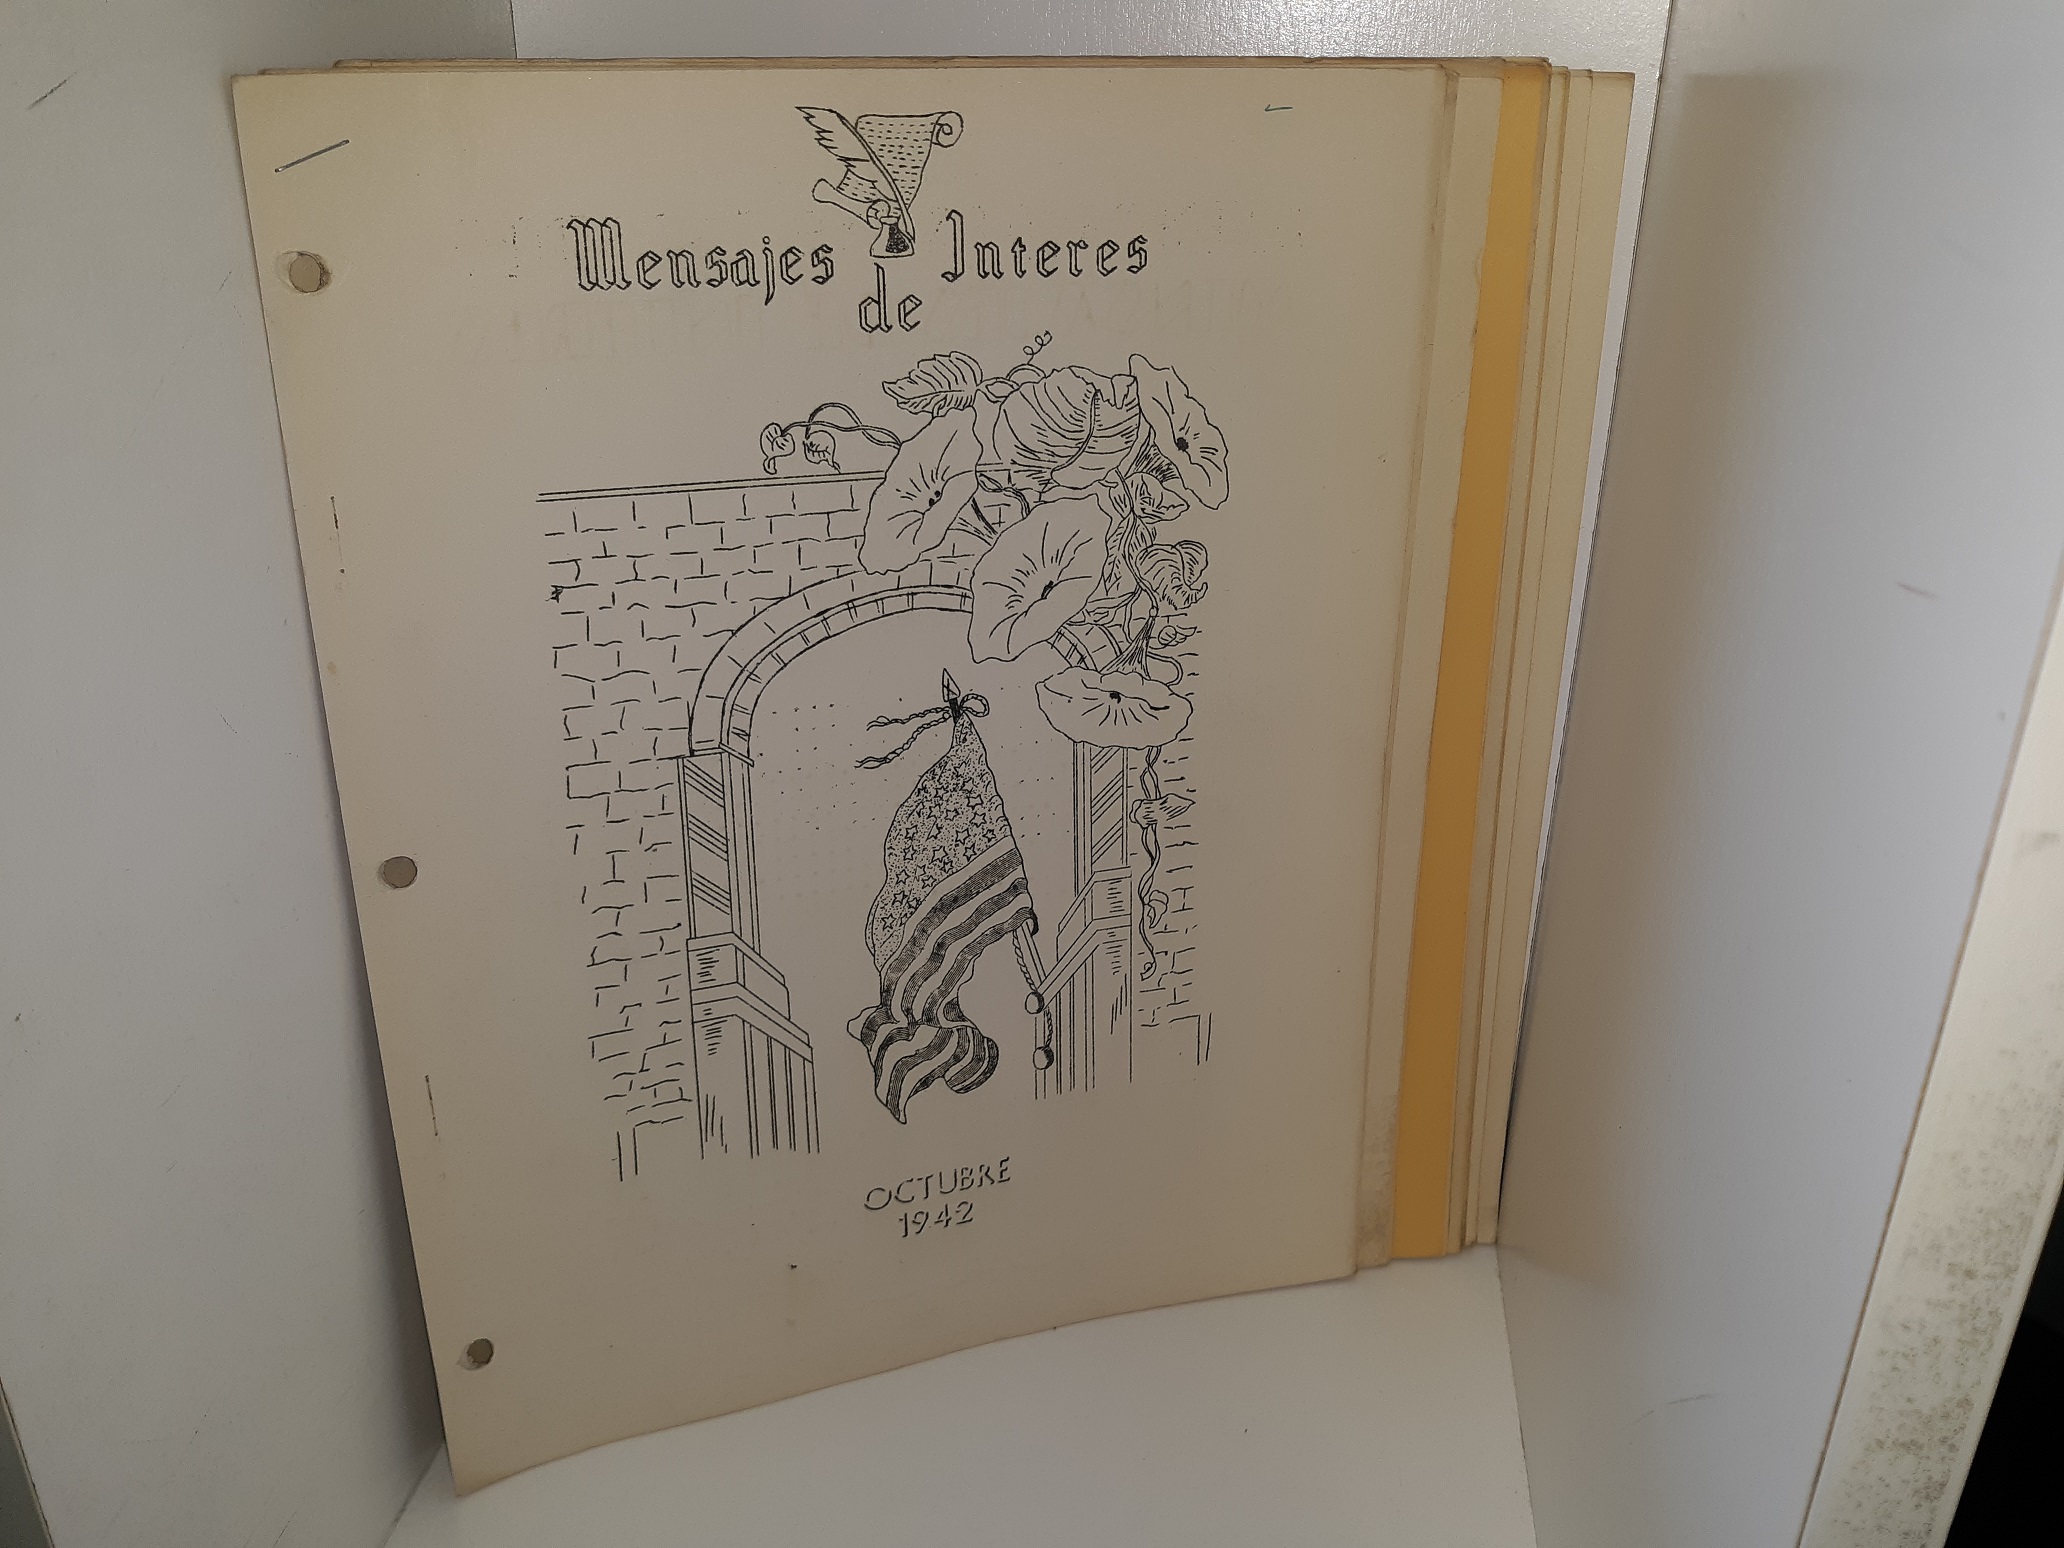 Mensajes de Interes
OCTUBRE
1942